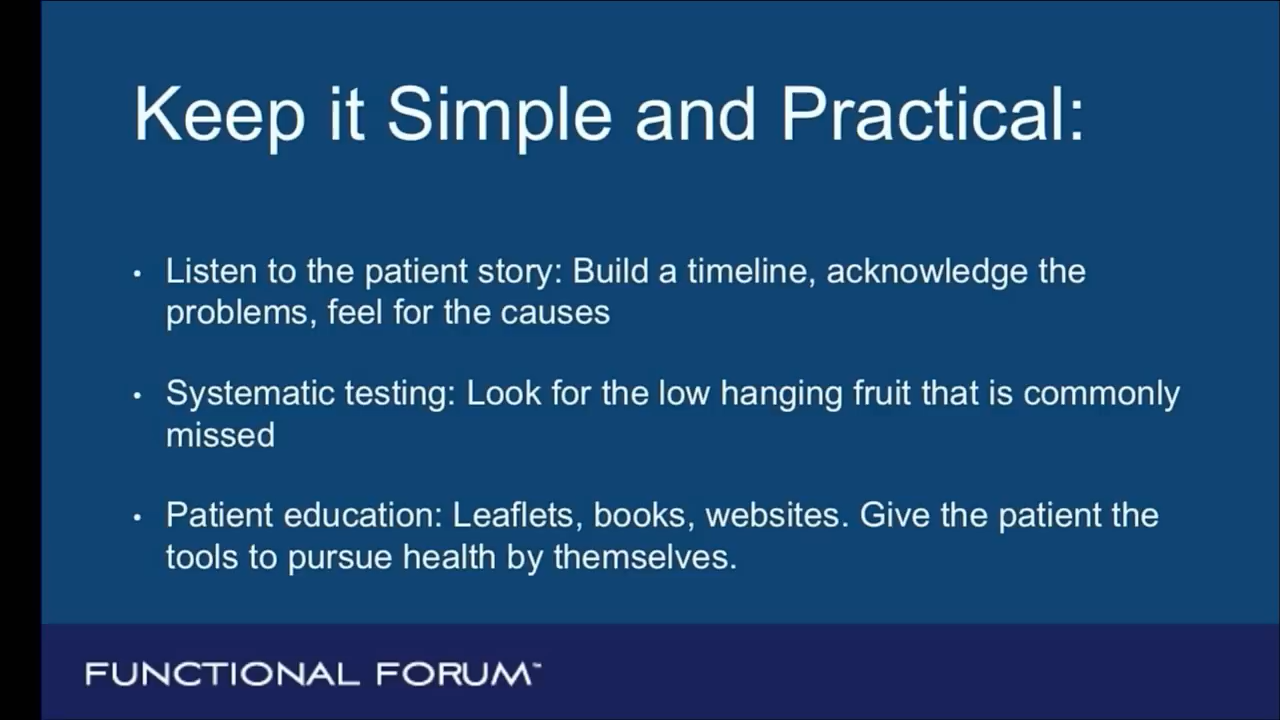 Keep it Simple and Practical:
• Listen to the patient story: Build a timeline, acknowledge the
problems, feel for the causes
• Systematic testing: Look for the low hanging fruit that is commonly
missed
• Patient education: Leaflets, books, websites. Give the patient the
tools to pursue health by themselves.
FUNCTIONAL FORUM™